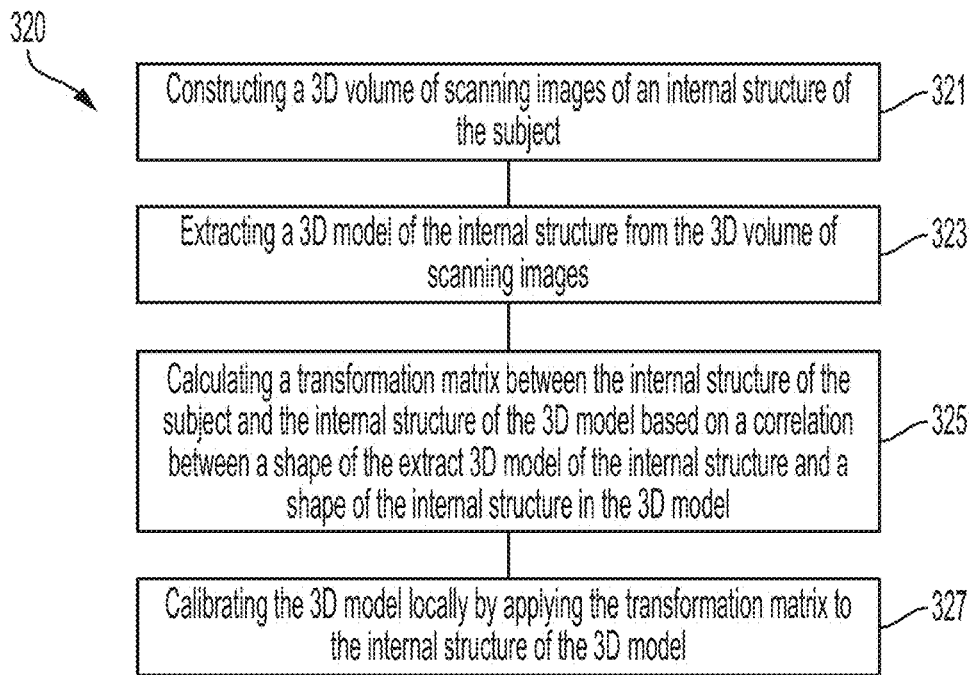 320
Constructing a 3D volume of scanning images of an internal structure of
the subject
321
Extracting a 3D model of the internal structure from the 3D volume of
scanning images
323
Calculating a transformation matrix between the internal structure of the
subject and the internal structure of the 3D model based on a correlation
between a shape of the extract 3D model of the internal structure and a
shape of the internal structure in the 3D model
325
Calibrating the 3D model locally by applying the transformation matrix to
the internal structure of the 3D model
327